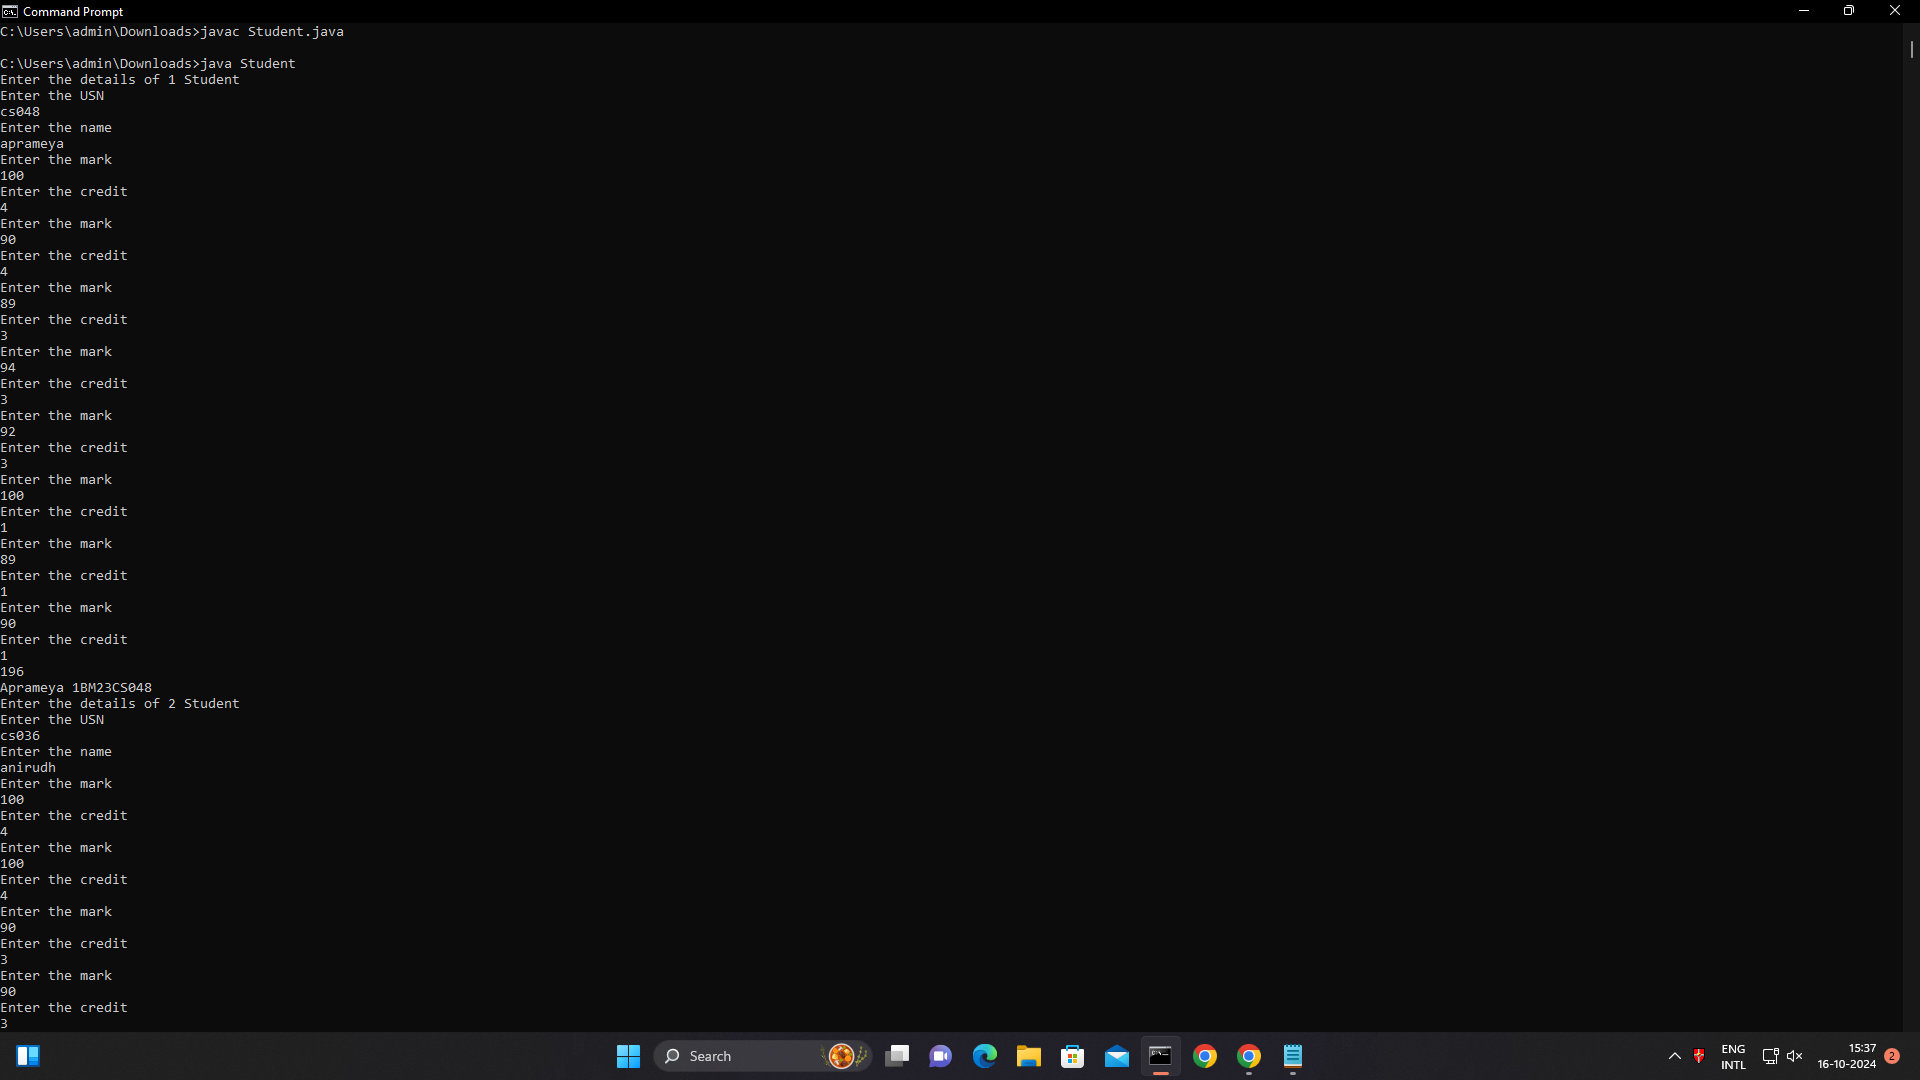 Command Prompt
C:\Users\admin\Downloads>javac Student.java
C:\Users\admin\Downloads>java Student
Enter the details of 1 Student
Enter the USN
cs048
Enter the name
aprameya
Enter the mark
100
Enter the credit
4
Enter the mark
90
Enter the credit
4
Enter the mark
89
Enter the credit
3
Enter the mark
94
Enter the credit
3
Enter the mark
92
Enter the credit
3
Enter the mark
100
Enter the credit
1
Enter the mark
89
Enter the credit
1
Enter the mark
90
Enter the credit
1
196
Aprameya 1BM23CS048
Enter the details of 2 Student
Enter the USN
cs036
Enter the name
anirudh
Enter the mark
100
Enter the credit
4
Enter the mark
100
Enter the credit
4
Enter the mark
90
Enter the credit
3
Enter the mark
90
Enter the credit
3
Search
ENG
INTL
15:37
16-10-2024
2